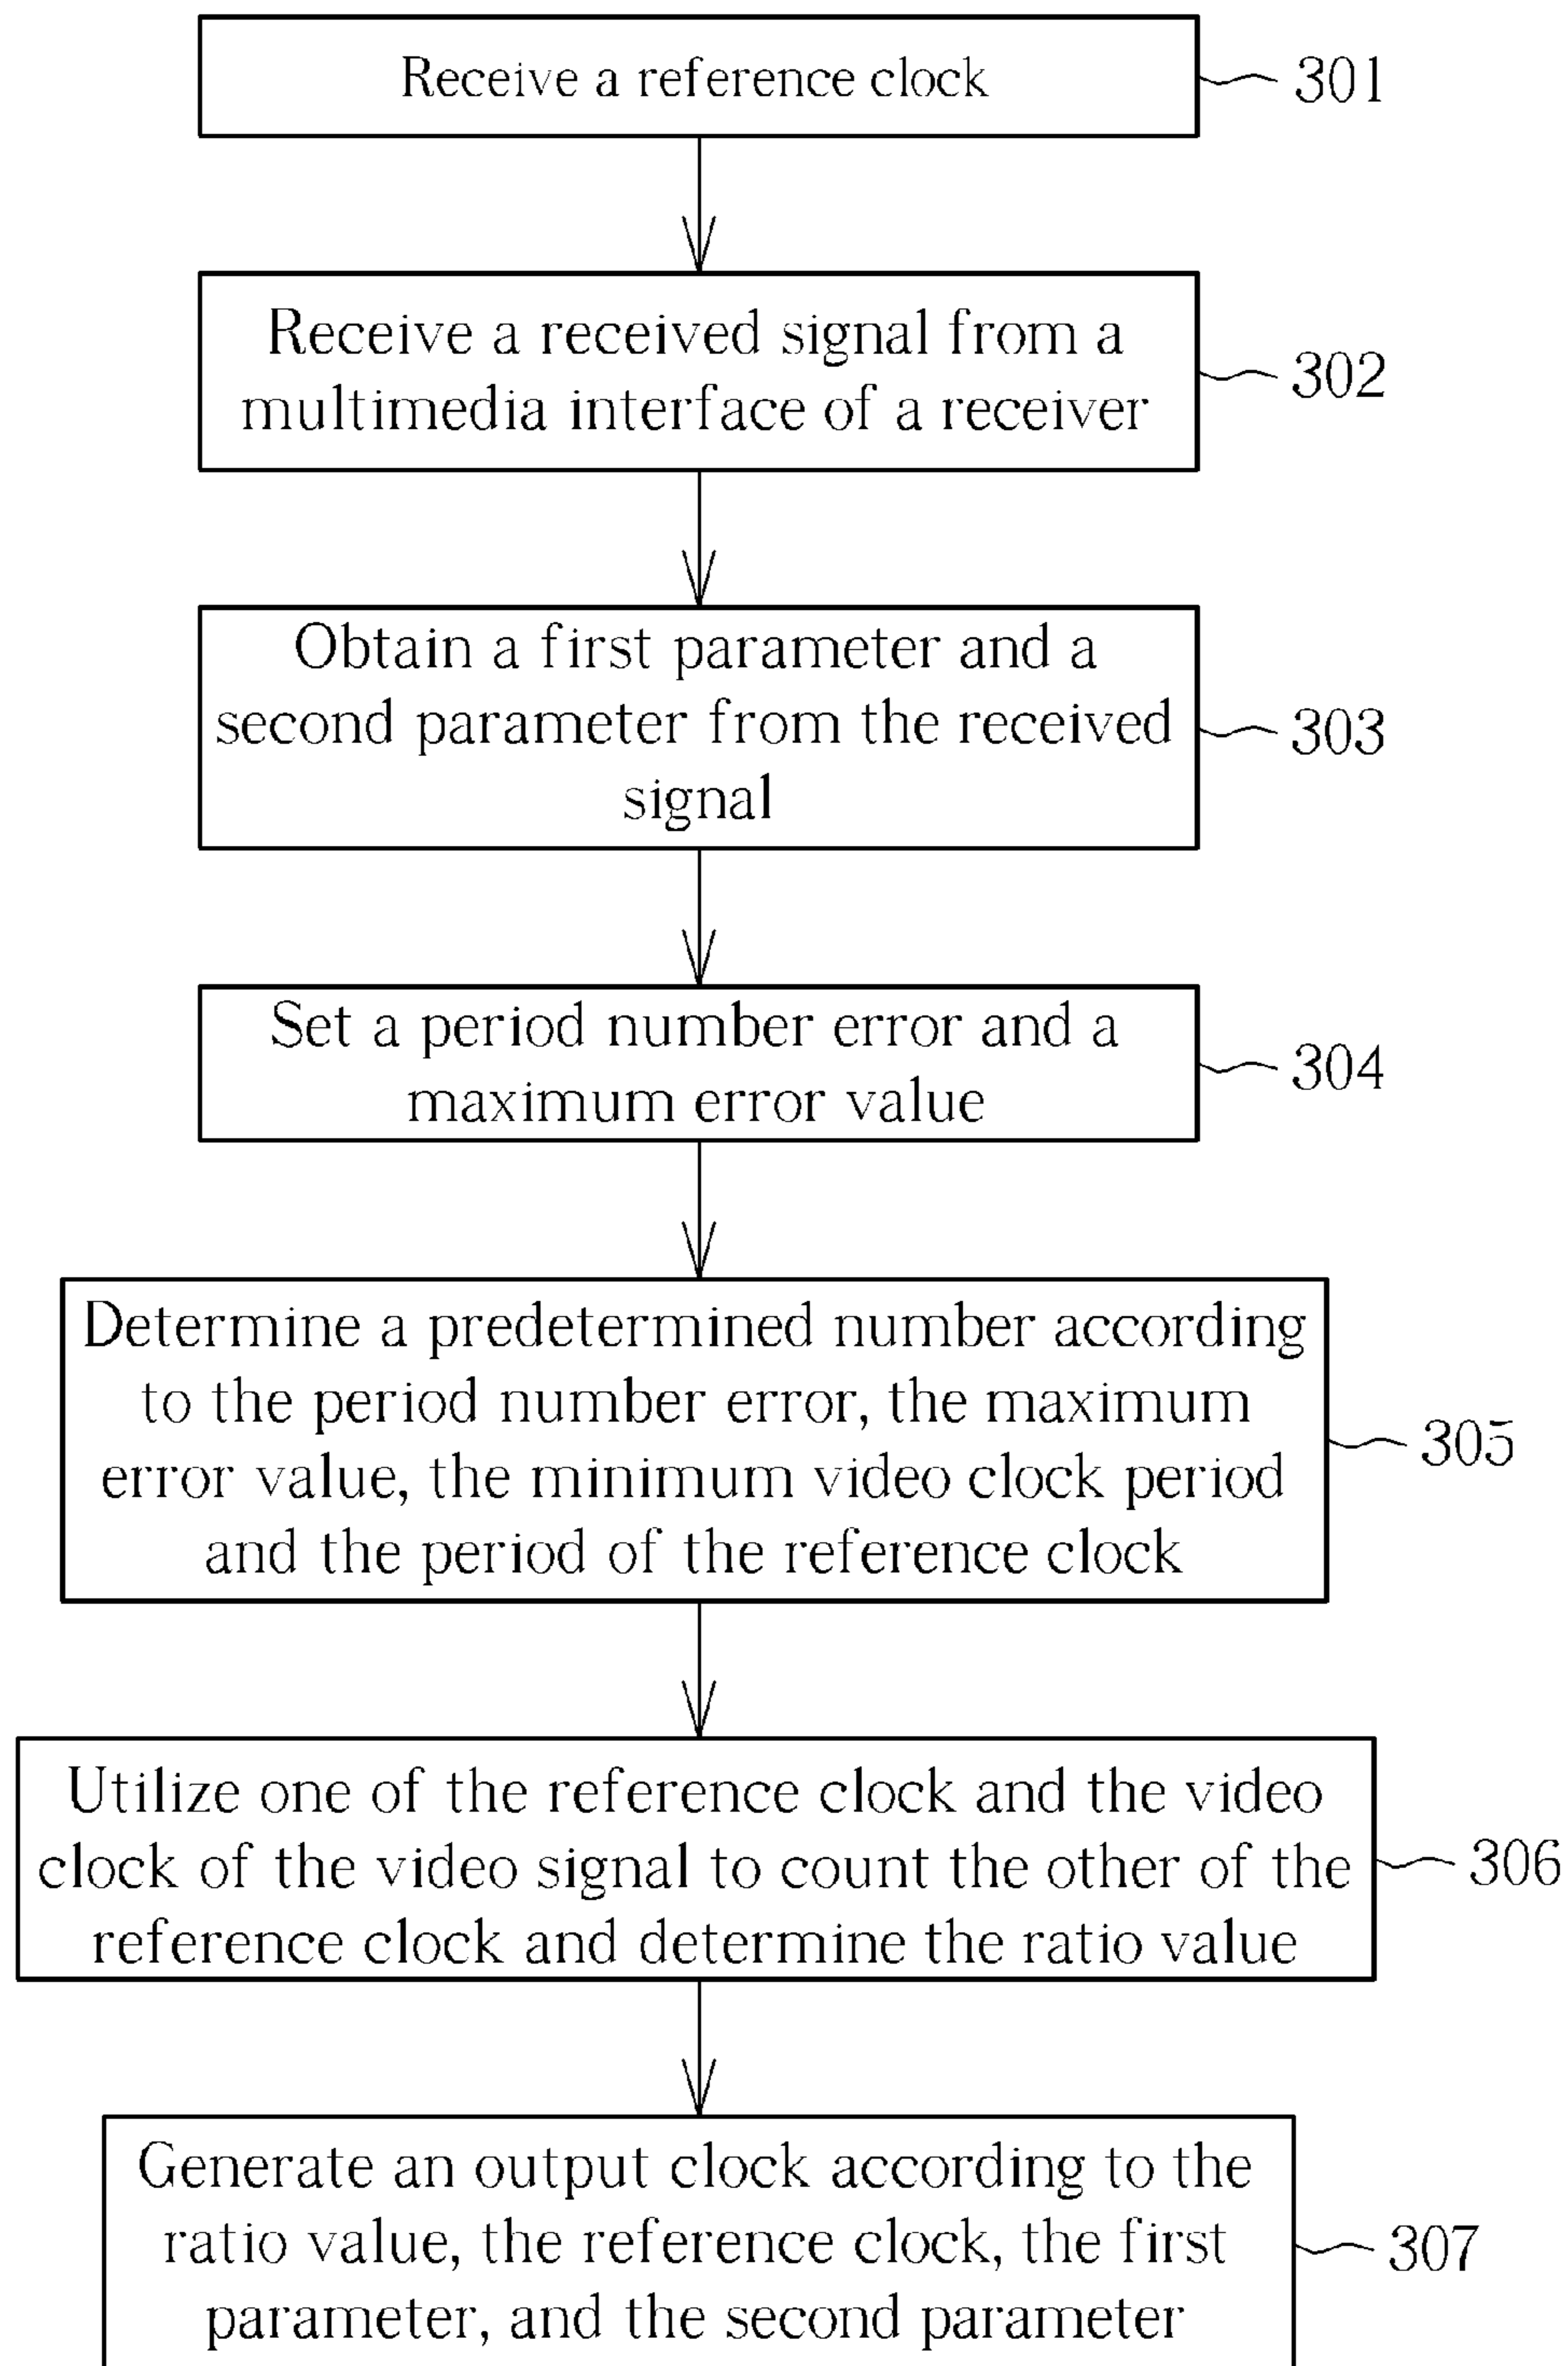 Receive a reference clock
301
Receive a received signal from a
multimedia interface of a receiver
302
Obtain a first parameter and a
second parameter from the received
signal
303
Set a period number error and a
maximum error value
304
Determine a predetermined number according
to the period number error, the maximum
error value, the minimum video clock period
and the period of the reference clock
305
Utilize one of the reference clock and the video
clock of the video signal to count the other of the
reference clock and determine the ratio value
306
Generate an output clock according to the
ratio value, the reference clock, the first
parameter, and the second parameter
307